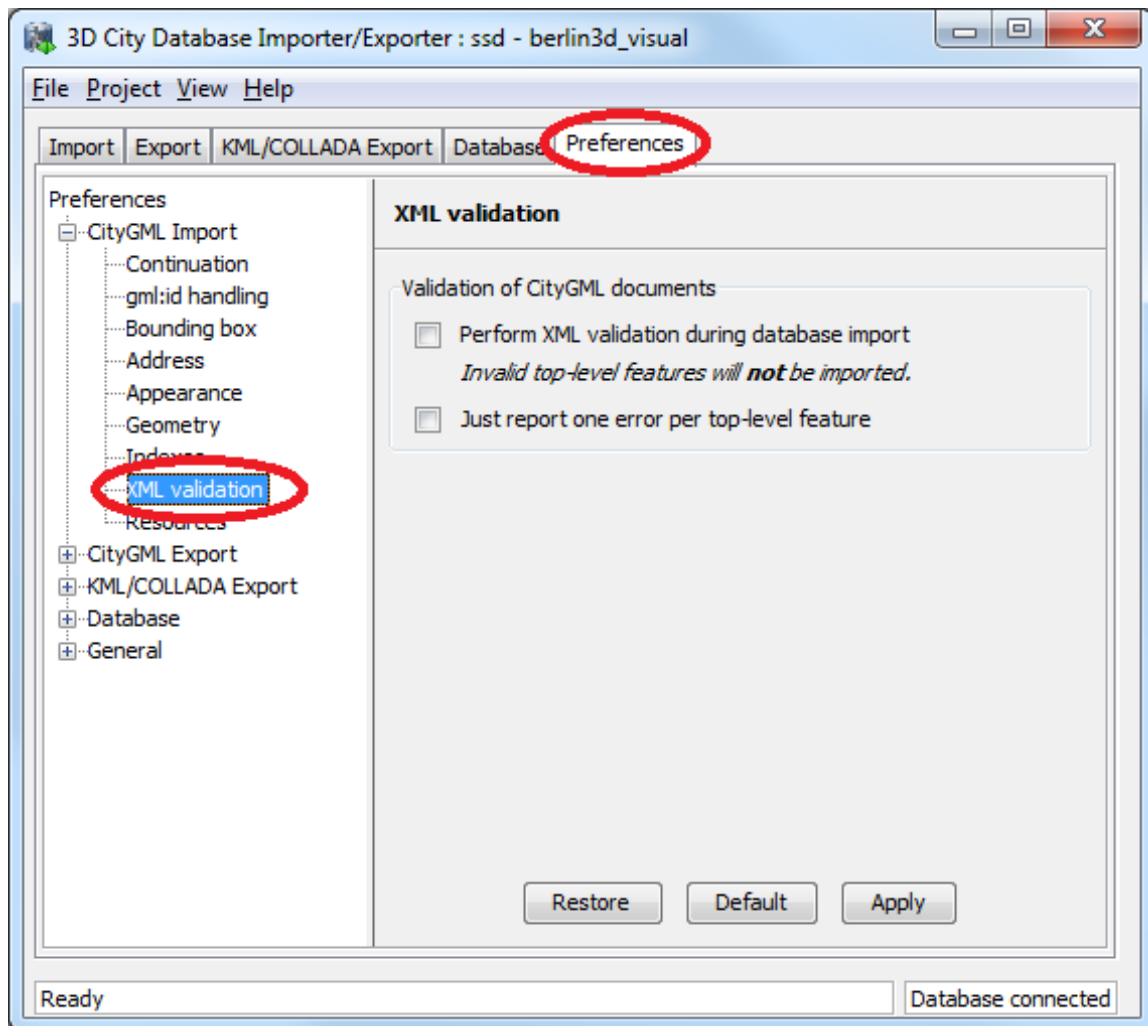 3D City Database Importer/Exporter : ssd - berlin3d_visual
File Project View Help
Import Export KML/COLLADA Export Database Preferences
Preferences
CityGML Import
Continuation
gml:id handling
Bounding box
Address
Appearance
Geometry
Indexes
XML validation
Resources
CityGML Export
KML/COLLADA Export
Database
General
XML validation
Validation of CityGML documents
Perform XML validation during database import
Invalid top-level features will not be imported.
Just report one error per top-level feature
Restore Default Apply
Ready Database connected